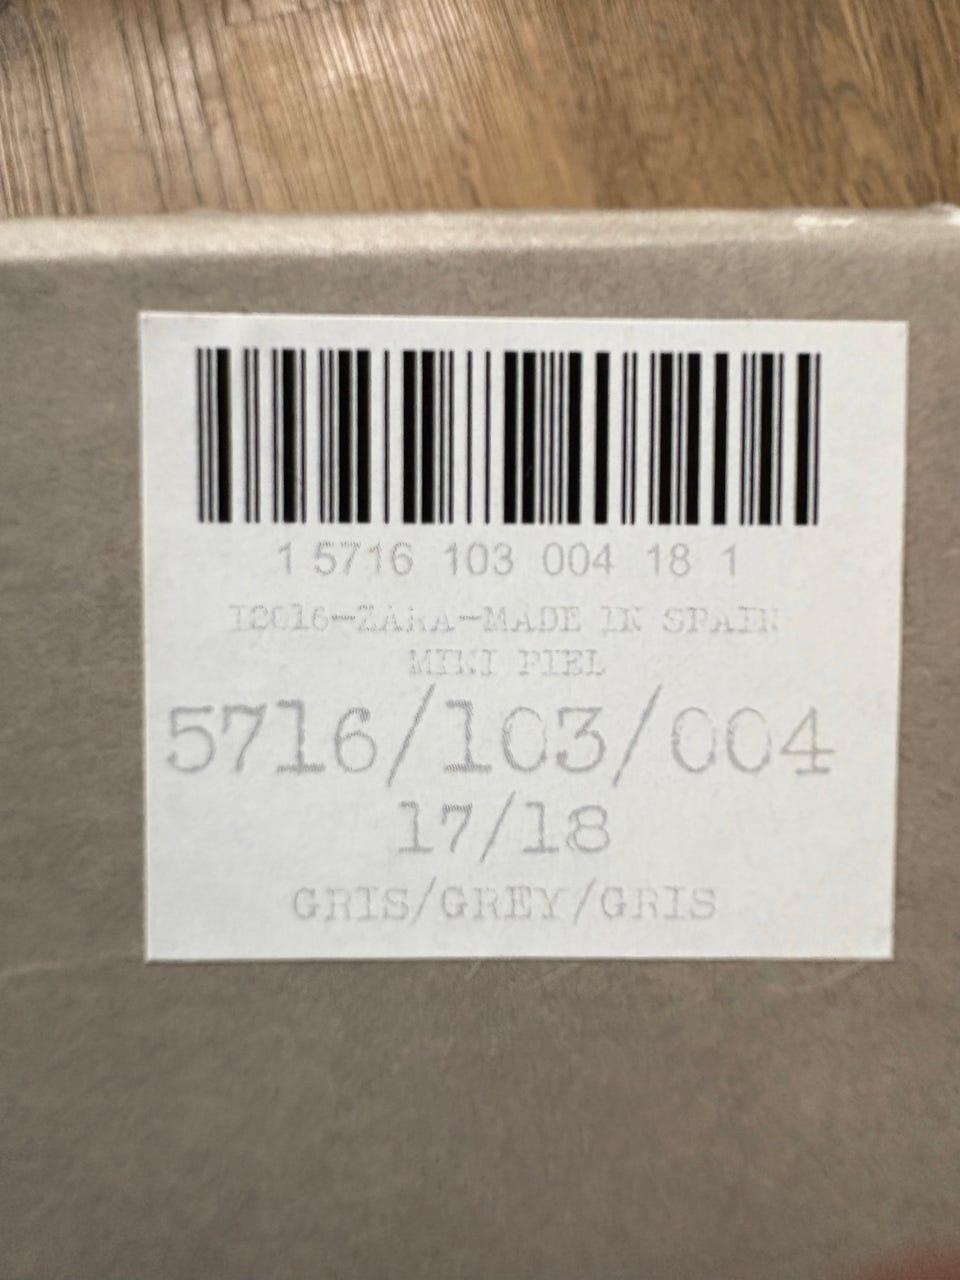 1 5716 103 004 18 1
I2016-ZARA-MADE IN SPAIN
MINI PIEL
5716/103/004
17/18
GRIS/GREY/GRIS